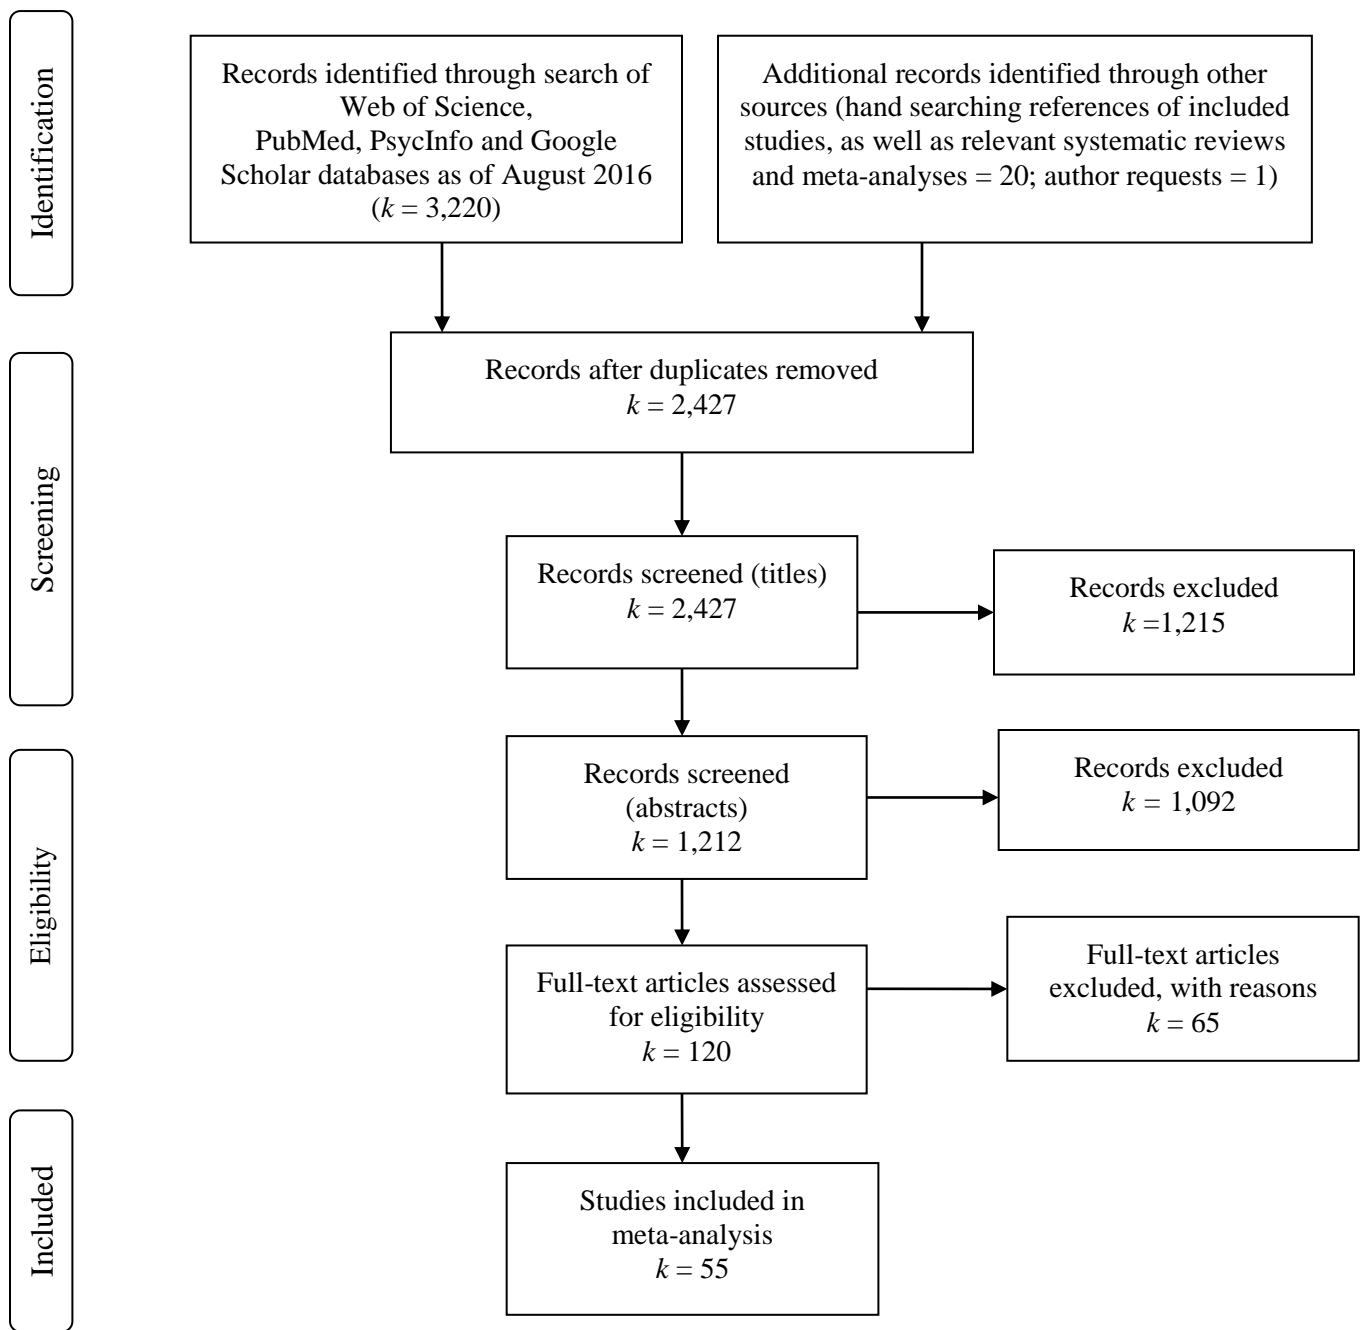 Identification
Records identified through search of
Web of Science,
PubMed, PsycInfo and Google
Scholar databases as of August 2016
(k = 3,220)
Additional records identified through other
sources (hand searching references of included
studies, as well as relevant systematic reviews
and meta-analyses = 20; author requests = 1)
Screening
Records after duplicates removed
k = 2,427
Records screened (titles)
k = 2,427
Records excluded
k =1,215
Eligibility
Records screened
(abstracts)
k = 1,212
Records excluded
k = 1,092
Full-text articles assessed
for eligibility
k = 120
Full-text articles
excluded, with reasons
k = 65
Included
Studies included in
meta-analysis
k = 55